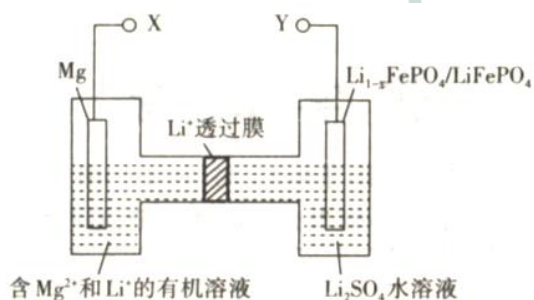 X
Y
Mg
Li₁₋ₓFePO₄/LiFePO₄
Li⁺透过膜
含Mg²⁺和Li⁺的有机溶液
Li₂SO₄水溶液